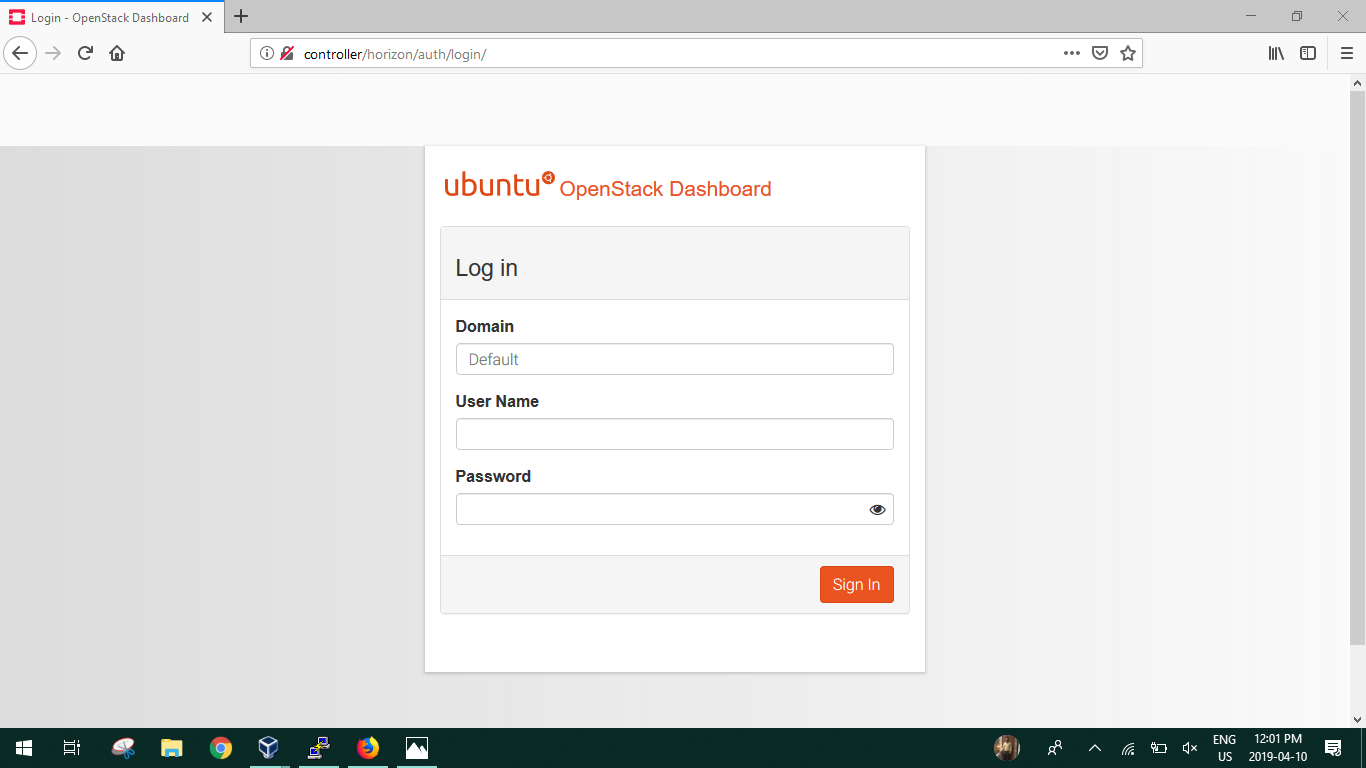 Login - OpenStack Dashboard
controller/horizon/auth/login/
ubuntu OpenStack Dashboard
Log in
Domain
Default
User Name
Password
Sign In
ENG 12:01 PM
US 2019-04-10